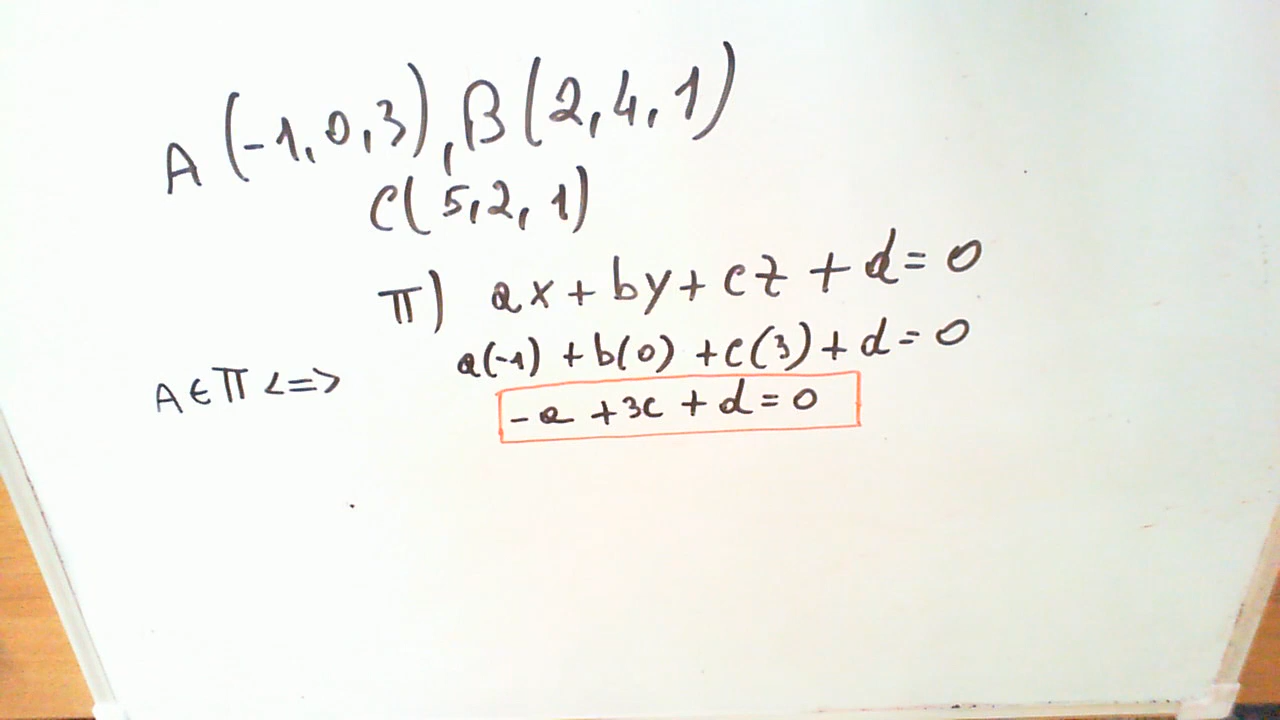 A (-1,0,3), B (2,4,1)
C( 5,2, 1)
π) ax + by + cz + d = 0
a(-1) + b(0) + c(3) + d = 0
A ∈ π <=>
-a + 3c + d = 0